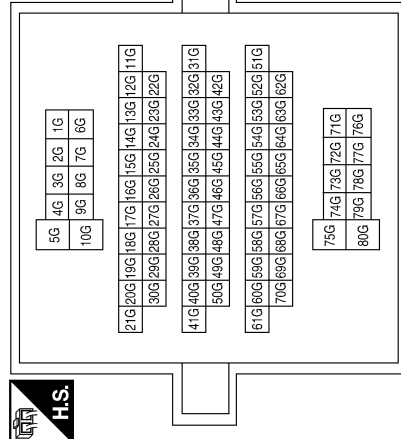 H.S.
5G 4G 3G 2G 1G
10G 9G 8G 7G 6G
21G 20G 19G 18G 17G 16G 15G 14G 13G 12G 11G
30G 29G 28G 27G 26G 25G 24G 23G 22G
41G 40G 39G 38G 37G 36G 35G 34G 33G 32G 31G
50G 49G 48G 47G 46G 45G 44G 43G 42G
61G 60G 59G 58G 57G 56G 55G 54G 53G 52G 51G
70G 69G 68G 67G 66G 65G 64G 63G 62G
75G 74G 73G 72G 71G
80G 79G 78G 77G 76G